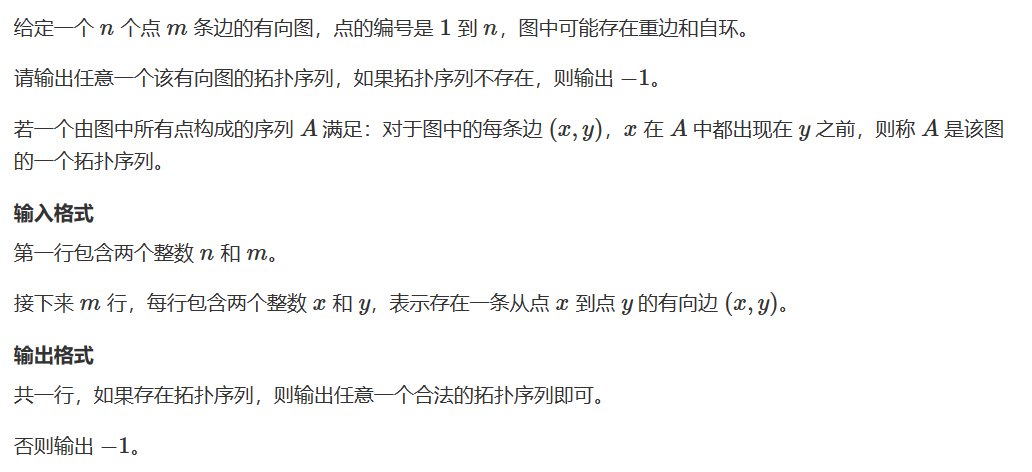 给定一个 n 个点 m 条边的有向图，点的编号是 1 到 n，图中可能存在重边和自环。
请输出任意一个该有向图的拓扑序列，如果拓扑序列不存在，则输出 −1。
若一个由图中所有点构成的序列 A 满足：对于图中的每条边 (x, y)，x 在 A 中都出现在 y 之前，则称 A 是该图
的一个拓扑序列。
输入格式
第一行包含两个整数 n 和 m。
接下来 m 行，每行包含两个整数 x 和 y，表示存在一条从点 x 到点 y 的有向边 (x, y)。
输出格式
共一行，如果存在拓扑序列，则输出任意一个合法的拓扑序列即可。
否则输出 −1。